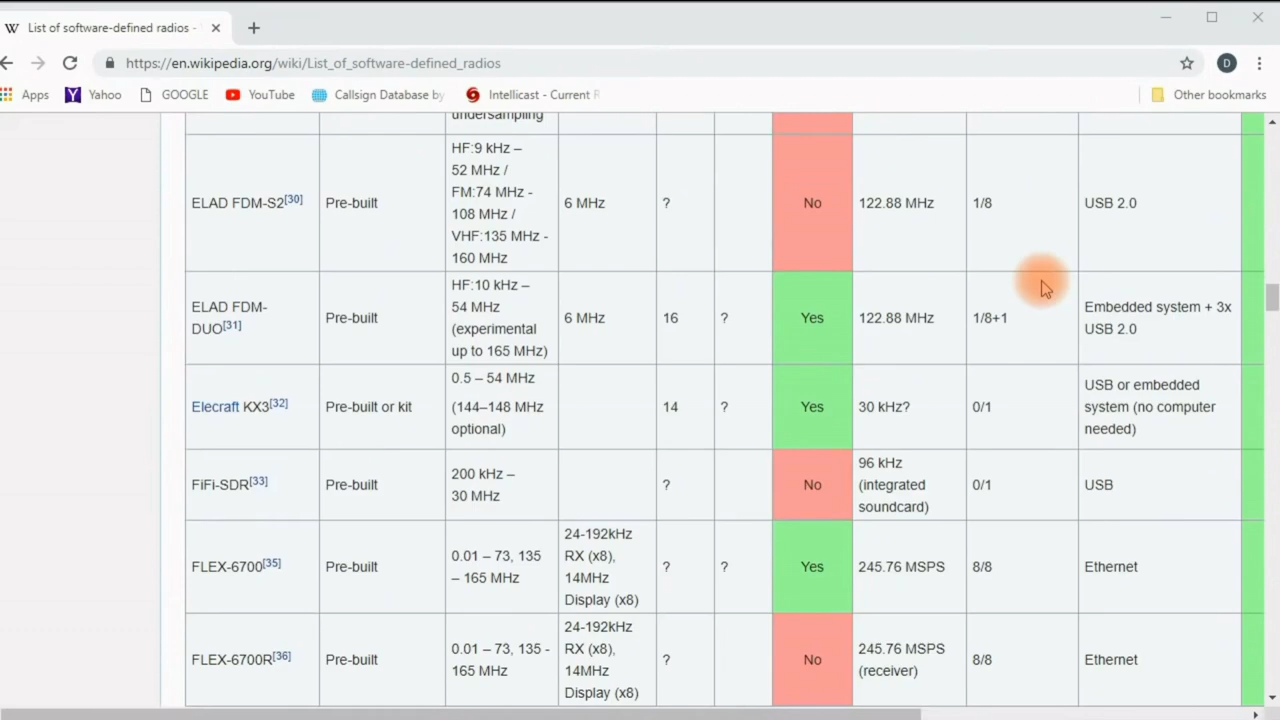 W List of software-defined radios -
https://en.wikipedia.org/wiki/List_of_software-defined_radios
D
Apps Yahoo GOOGLE YouTube Callsign Database by Intellicast - Current R Other bookmarks
undersampling
ELAD FDM-S2[30]
Pre-built
HF:9 kHz –
52 MHz /
FM:74 MHz -
108 MHz /
VHF:135 MHz -
160 MHz
6 MHz
?
No
122.88 MHz
1/8
USB 2.0
ELAD FDM-
DUO[31]
Pre-built
HF:10 kHz –
54 MHz
(experimental
up to 165 MHz)
6 MHz
16
?
Yes
122.88 MHz
1/8+1
Embedded system + 3x
USB 2.0
Elecraft KX3[32]
Pre-built or kit
0.5 – 54 MHz
(144–148 MHz
optional)
14
?
Yes
30 kHz?
0/1
USB or embedded
system (no computer
needed)
FiFi-SDR[33]
Pre-built
200 kHz –
30 MHz
?
No
96 kHz
(integrated
soundcard)
0/1
USB
FLEX-6700[35]
Pre-built
0.01 – 73, 135
– 165 MHz
24-192kHz
RX (x8),
14MHz
Display (x8)
?
?
Yes
245.76 MSPS
8/8
Ethernet
FLEX-6700R[36]
Pre-built
0.01 – 73, 135 -
165 MHz
24-192kHz
RX (x8),
14MHz
Display (x8)
?
No
245.76 MSPS
(receiver)
8/8
Ethernet